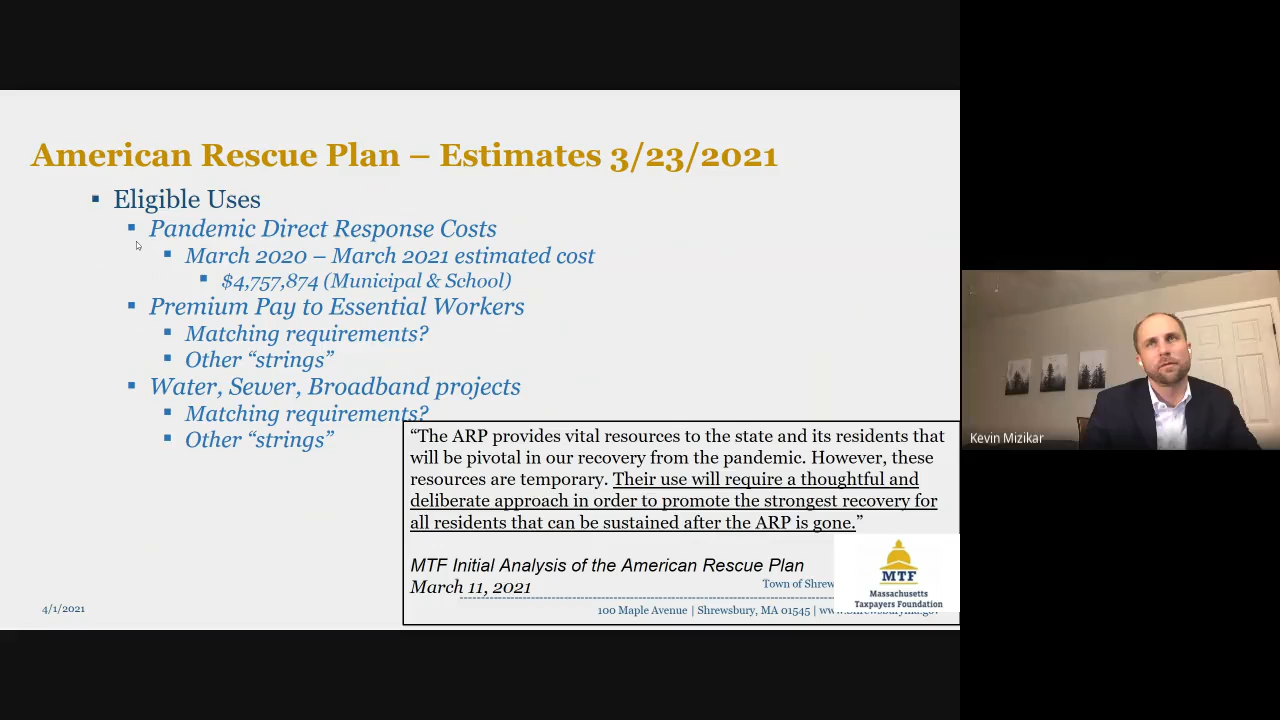 American Rescue Plan – Estimates 3/23/2021
Eligible Uses
Pandemic Direct Response Costs
March 2020 – March 2021 estimated cost
$4,757,874 (Municipal & School)
Premium Pay to Essential Workers
Matching requirements?
Other “strings”
Water, Sewer, Broadband projects
Matching requirements?
Other “strings”
“The ARP provides vital resources to the state and its residents that
will be pivotal in our recovery from the pandemic. However, these
resources are temporary. Their use will require a thoughtful and
deliberate approach in order to promote the strongest recovery for
all residents that can be sustained after the ARP is gone.”
MTF Initial Analysis of the American Rescue Plan
March 11, 2021
Town of Shrew
MTF
Massachusetts
Taxpayers Foundation
4/1/2021
100 Maple Avenue | Shrewsbury, MA 01545 |
Kevin Mizikar